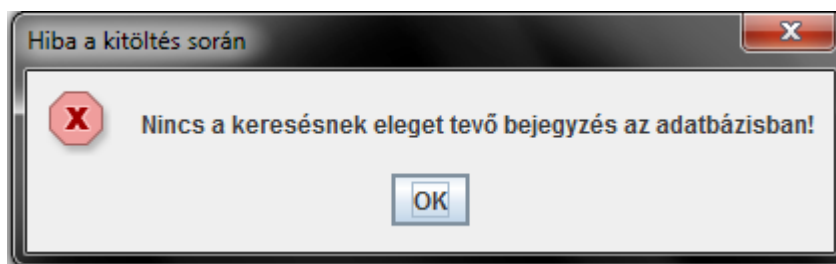 Hiba a kitöltés során
Nincs a keresésnek eleget tevő bejegyzés az adatbázisban!
OK